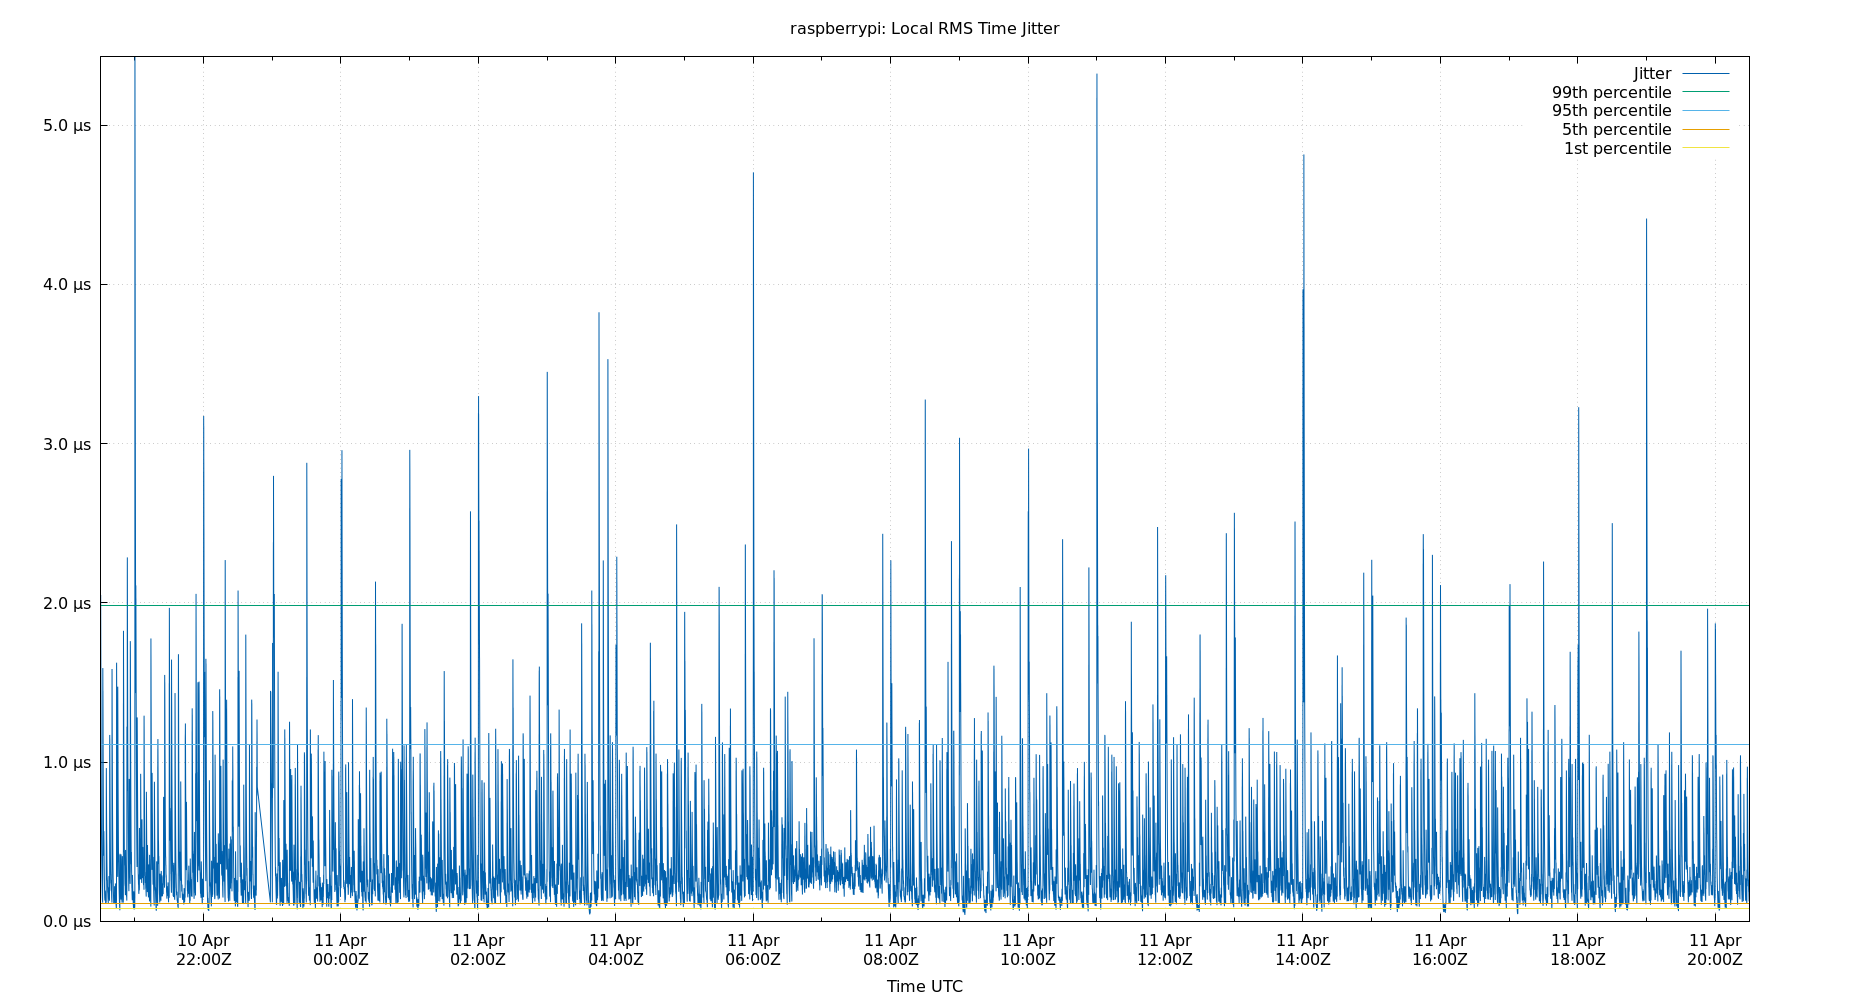 raspberrypi: Local RMS Time Jitter
Jitter
99th percentile
95th percentile
5th percentile
1st percentile
5.0 µs
4.0 µs
3.0 µs
2.0 µs
1.0 µs
0.0 µs
10 Apr 11 Apr 11 Apr 11 Apr 11 Apr 11 Apr 11 Apr 11 Apr 11 Apr 11 Apr 11 Apr 11 Apr
22:00Z 00:00Z 02:00Z 04:00Z 06:00Z 08:00Z 10:00Z 12:00Z 14:00Z 16:00Z 18:00Z 20:00Z
Time UTC